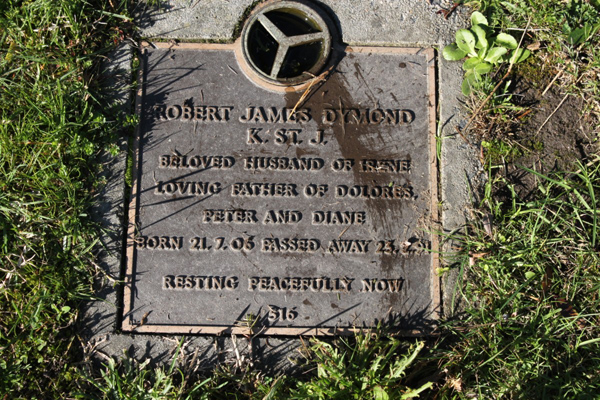 ROBERT JAMES DYMOND
K. ST. J.
BELOVED HUSBAND OF IRENE
LOVING FATHER OF DOLORES,
PETER AND DIANE
BORN 21. 7. 05 PASSED AWAY
RESTING PEACEFULLY NOW
516